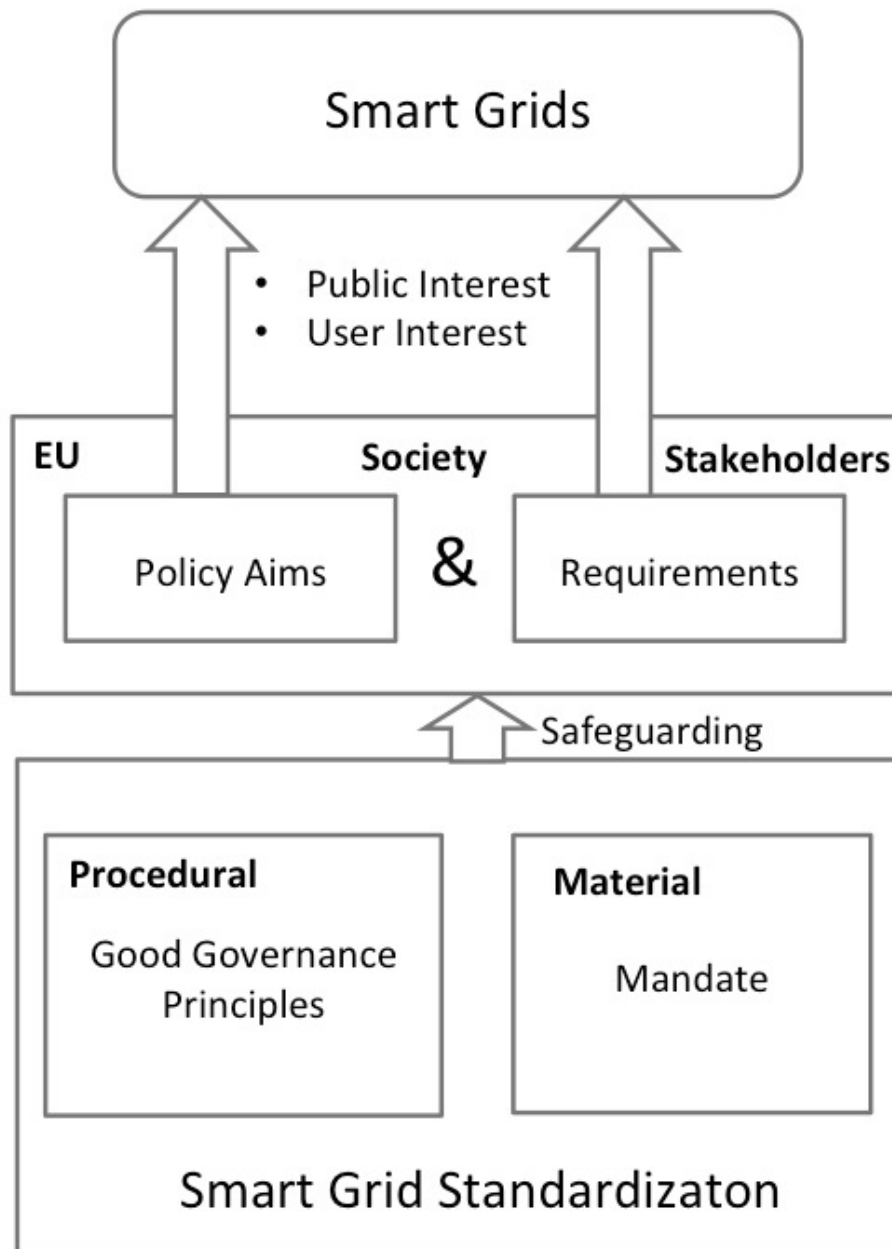 Smart Grids
• Public Interest
• User Interest
EU Society Stakeholders
Policy Aims & Requirements
Safeguarding
Procedural
Good Governance
Principles
Material
Mandate
Smart Grid Standardizaton